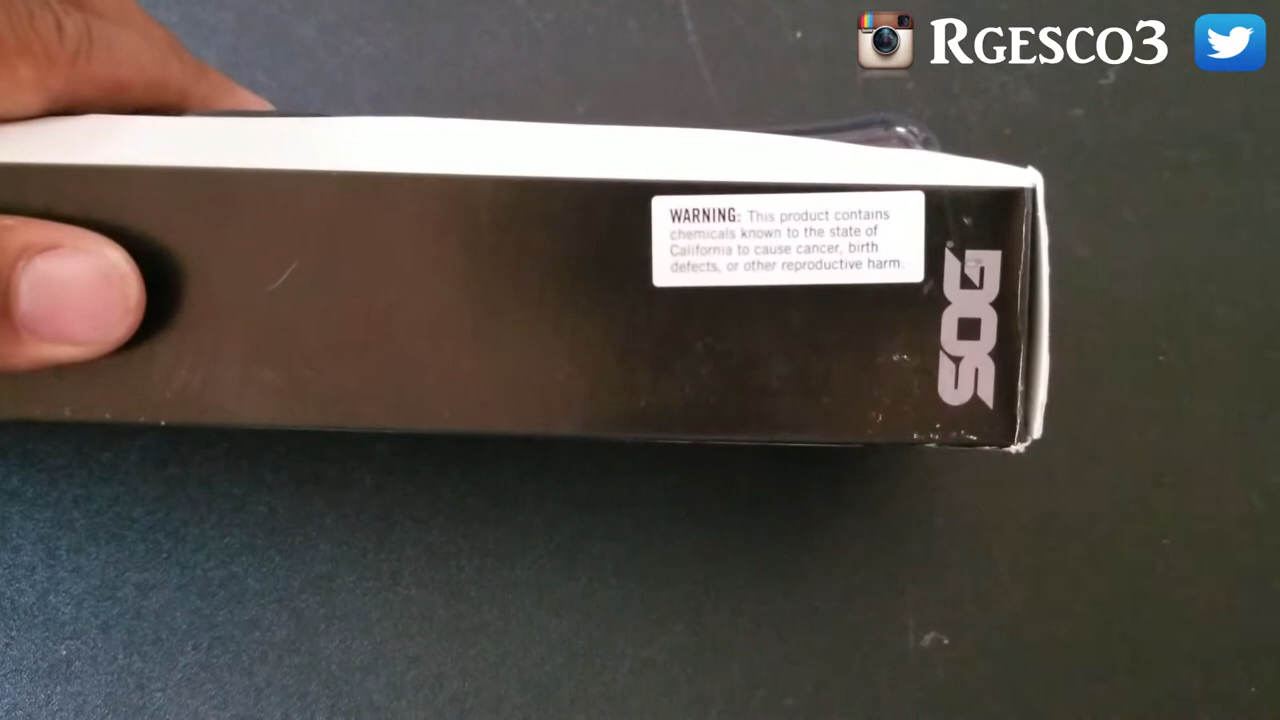 RGESCO3
WARNING: This product contains
chemicals known to the state of
California to cause cancer, birth
defects, or other reproductive harm.
SOG